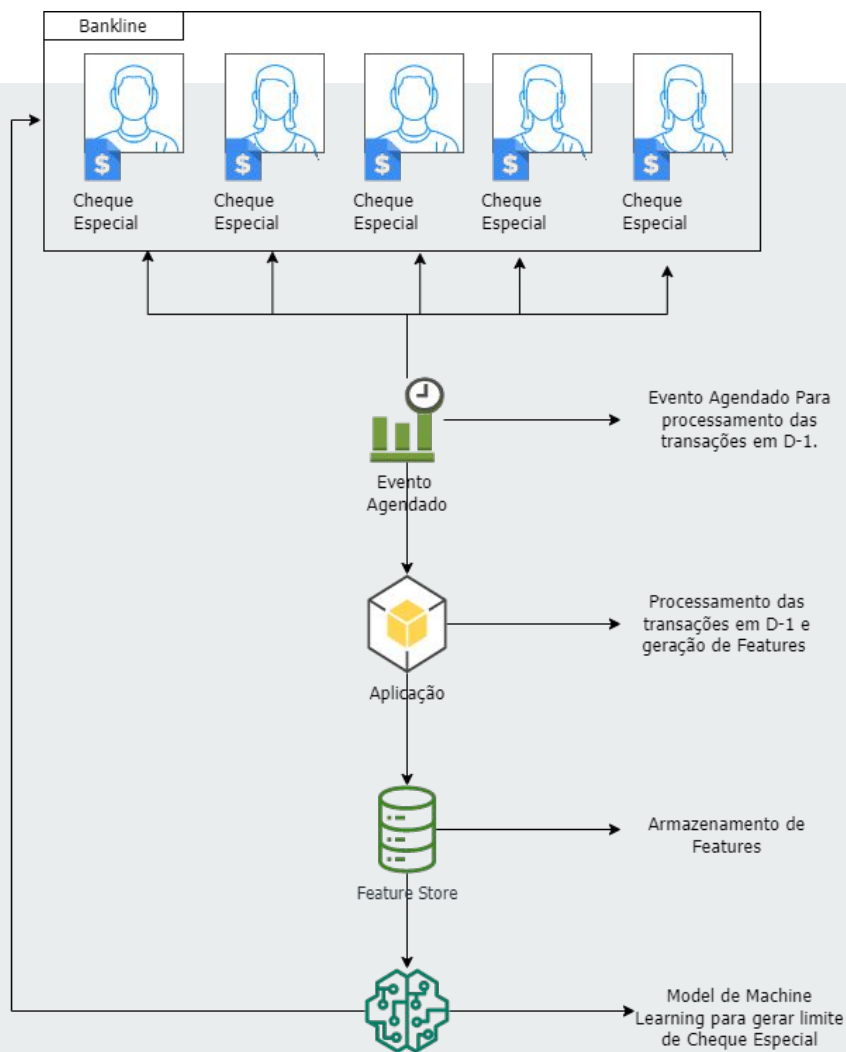 Bankline
$
$
$
$
$
Cheque
Especial
Cheque
Especial
Cheque
Especial
Cheque
Especial
Cheque
Especial
Evento Agendado Para
processamento das
transações em D-1.
Evento
Agendado
Processamento das
transações em D-1 e
geração de Features
Aplicação
Armazenamento de
Features
Feature Store
Model de Machine
Learning para gerar limite
de Cheque Especial